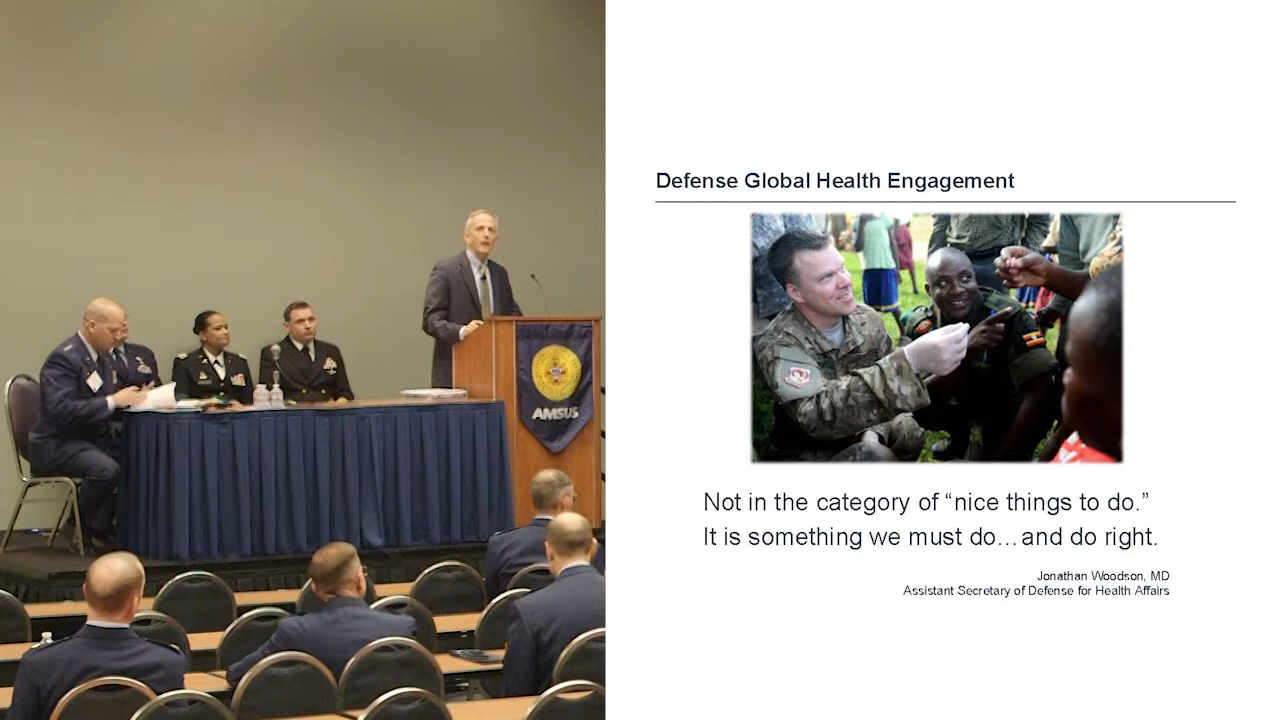 AMSUS
Defense Global Health Engagement
Not in the category of “nice things to do.”
It is something we must do…and do right.
Jonathan Woodson, MD
Assistant Secretary of Defense for Health Affairs